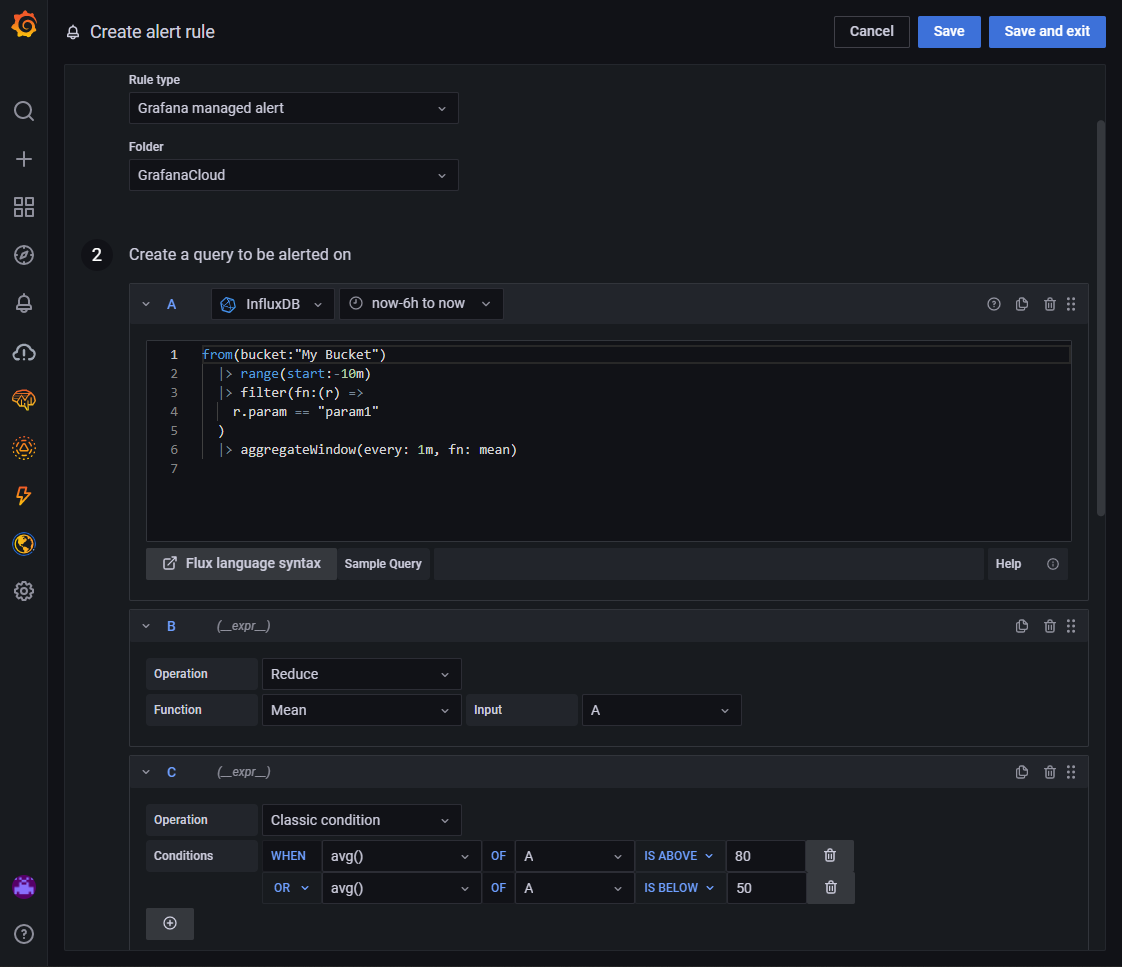 Create alert rule
Cancel
Save
Save and exit
Rule type
Grafana managed alert
Folder
GrafanaCloud
2 Create a query to be alerted on
A InfluxDB now-6h to now
1 from(bucket:"My Bucket")
2 |> range(start:-10m)
3 |> filter(fn:(r) =>
4 r.param == "param1"
5 )
6 |> aggregateWindow(every: 1m, fn: mean)
7
Flux language syntax Sample Query Help
B (__expr__)
Operation Reduce
Function Mean Input A
C (__expr__)
Operation Classic condition
Conditions WHEN avg() OF A IS ABOVE 80
OR avg() OF A IS BELOW 50